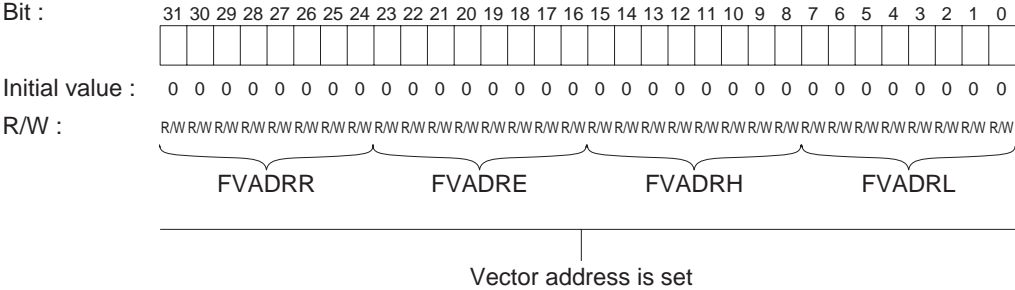 Bit : 31 30 29 28 27 26 25 24 23 22 21 20 19 18 17 16 15 14 13 12 11 10 9 8 7 6 5 4 3 2 1 0
Initial value : 0 0 0 0 0 0 0 0 0 0 0 0 0 0 0 0 0 0 0 0 0 0 0 0 0 0 0 0 0 0 0 0
R/W : R/W R/W R/W R/W R/W R/W R/W R/W R/W R/W R/W R/W R/W R/W R/W R/W R/W R/W R/W R/W R/W R/W R/W R/W R/W R/W R/W R/W R/W R/W R/W R/W
FVADRR FVADRE FVADRH FVADRL
Vector address is set